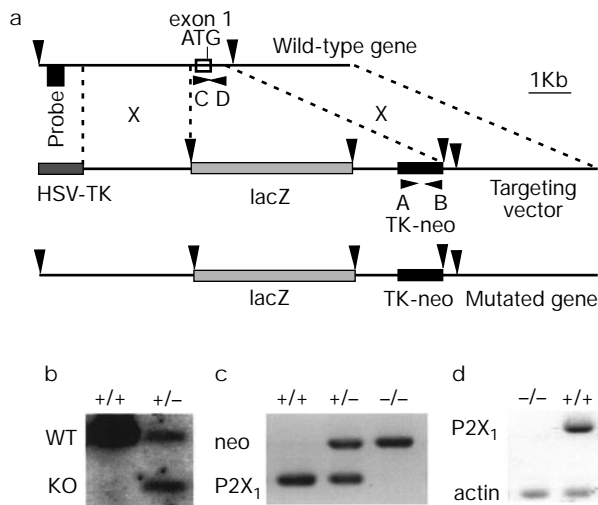 a
exon 1
ATG
Wild-type gene
1Kb
Probe
C D
X
X
HSV-TK
lacZ
A B
TK-neo
Targeting
vector
lacZ
TK-neo
Mutated gene
b
+/+ +/−
WT
KO
c
+/+ +/− −/−
neo
P2X1
d
−/− +/+
P2X1
actin